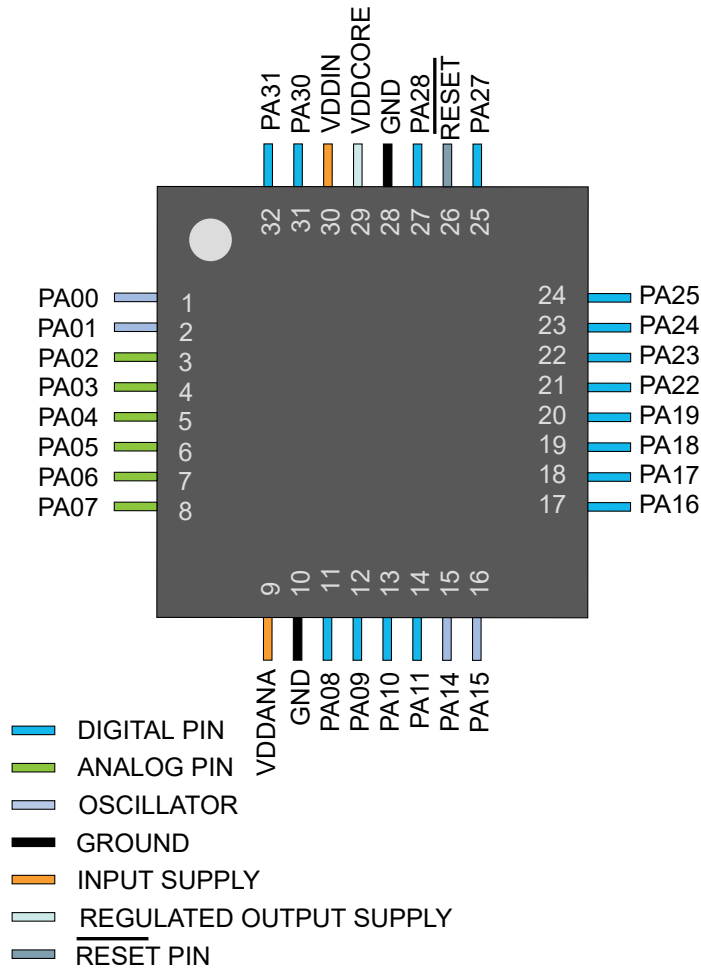 PA31
PA30
VDDIN
VDDCORE
GND
PA28
RESET
PA27
32
31
30
29
28
27
26
25
PA00 1
PA01 2
PA02 3
PA03 4
PA04 5
PA05 6
PA06 7
PA07 8
24 PA25
23 PA24
22 PA23
21 PA22
20 PA19
19 PA18
18 PA17
17 PA16
9
10
11
12
13
14
15
16
VDDANA
GND
PA08
PA09
PA10
PA11
PA14
PA15
DIGITAL PIN
ANALOG PIN
OSCILLATOR
GROUND
INPUT SUPPLY
REGULATED OUTPUT SUPPLY
RESET PIN